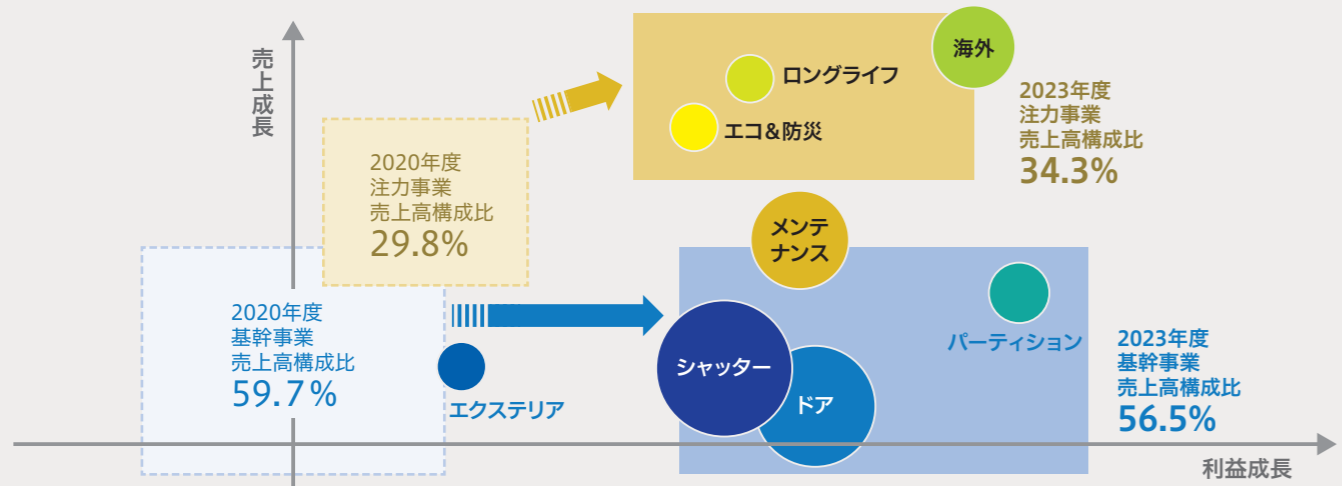 売上成長
2020年度
注力事業
売上高構成比
29.8%
2020年度
基幹事業
売上高構成比
59.7%
エクステリア
ロングライフ
エコ&防災
海外
2023年度
注力事業
売上高構成比
34.3%
メンテ
ナンス
シャッター
ドア
パーティション
2023年度
基幹事業
売上高構成比
56.5%
利益成長